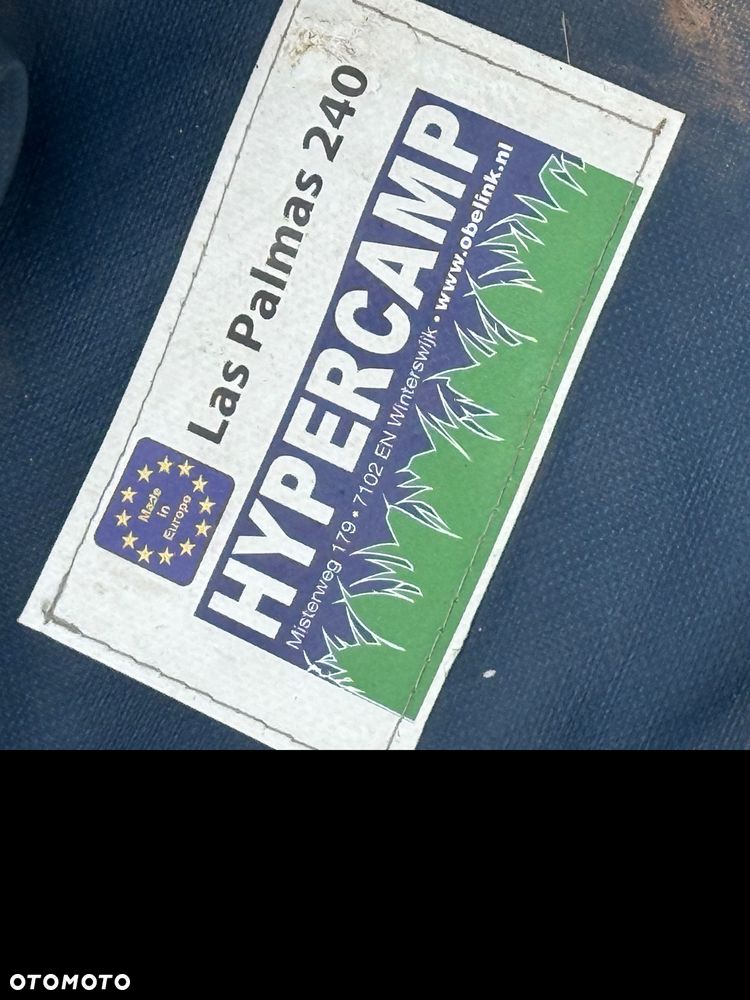 Las Palmas 240
Made
in
Europe
HYPERCAMP
Misterweg 179 • 7102 EN Winterswijk • www.obelink.nl
OTOMOTO